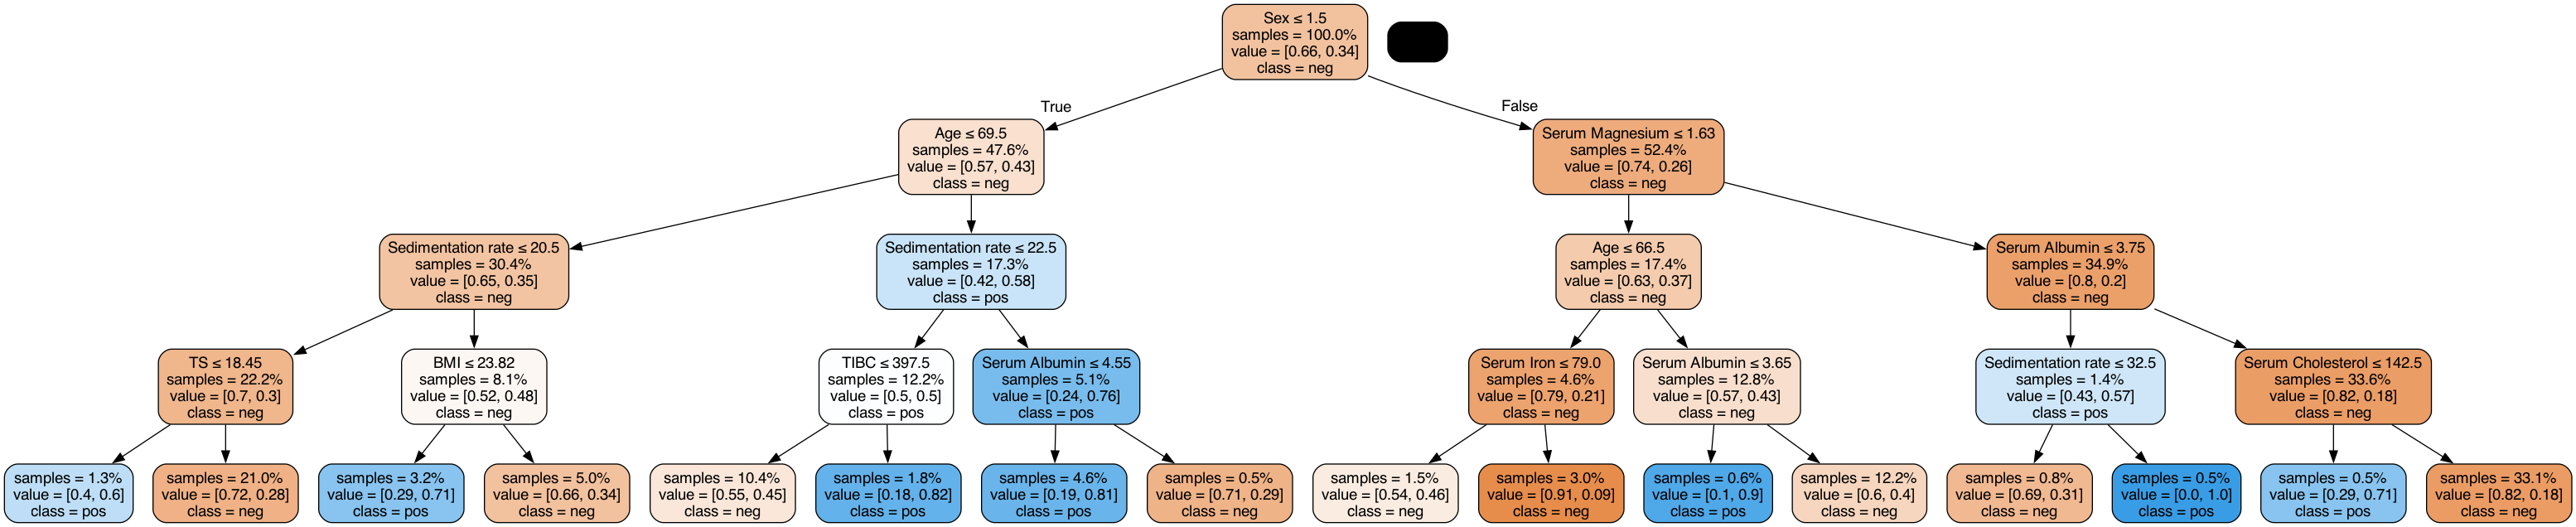 Sex ≤ 1.5
samples = 100.0%
value = [0.66, 0.34]
class = neg
True
False
Age ≤ 69.5
samples = 47.6%
value = [0.57, 0.43]
class = neg
Serum Magnesium ≤ 1.63
samples = 52.4%
value = [0.74, 0.26]
class = neg
Sedimentation rate ≤ 20.5
samples = 30.4%
value = [0.65, 0.35]
class = neg
Sedimentation rate ≤ 22.5
samples = 17.3%
value = [0.42, 0.58]
class = pos
Age ≤ 66.5
samples = 17.4%
value = [0.63, 0.37]
class = neg
Serum Albumin ≤ 3.75
samples = 34.9%
value = [0.8, 0.2]
class = neg
TS ≤ 18.45
samples = 22.2%
value = [0.7, 0.3]
class = neg
BMI ≤ 23.82
samples = 8.1%
value = [0.52, 0.48]
class = neg
TIBC ≤ 397.5
samples = 12.2%
value = [0.5, 0.5]
class = pos
Serum Albumin ≤ 4.55
samples = 5.1%
value = [0.24, 0.76]
class = pos
Serum Iron ≤ 79.0
samples = 4.6%
value = [0.79, 0.21]
class = neg
Serum Albumin ≤ 3.65
samples = 12.8%
value = [0.57, 0.43]
class = neg
Sedimentation rate ≤ 32.5
samples = 1.4%
value = [0.43, 0.57]
class = pos
Serum Cholesterol ≤ 142.5
samples = 33.6%
value = [0.82, 0.18]
class = neg
samples = 1.3%
value = [0.4, 0.6]
class = pos
samples = 21.0%
value = [0.72, 0.28]
class = neg
samples = 3.2%
value = [0.29, 0.71]
class = pos
samples = 5.0%
value = [0.66, 0.34]
class = neg
samples = 10.4%
value = [0.55, 0.45]
class = neg
samples = 1.8%
value = [0.18, 0.82]
class = pos
samples = 4.6%
value = [0.19, 0.81]
class = pos
samples = 0.5%
value = [0.71, 0.29]
class = neg
samples = 1.5%
value = [0.54, 0.46]
class = neg
samples = 3.0%
value = [0.91, 0.09]
class = neg
samples = 0.6%
value = [0.1, 0.9]
class = pos
samples = 12.2%
value = [0.6, 0.4]
class = neg
samples = 0.8%
value = [0.69, 0.31]
class = neg
samples = 0.5%
value = [0.0, 1.0]
class = pos
samples = 0.5%
value = [0.29, 0.71]
class = pos
samples = 33.1%
value = [0.82, 0.18]
class = neg